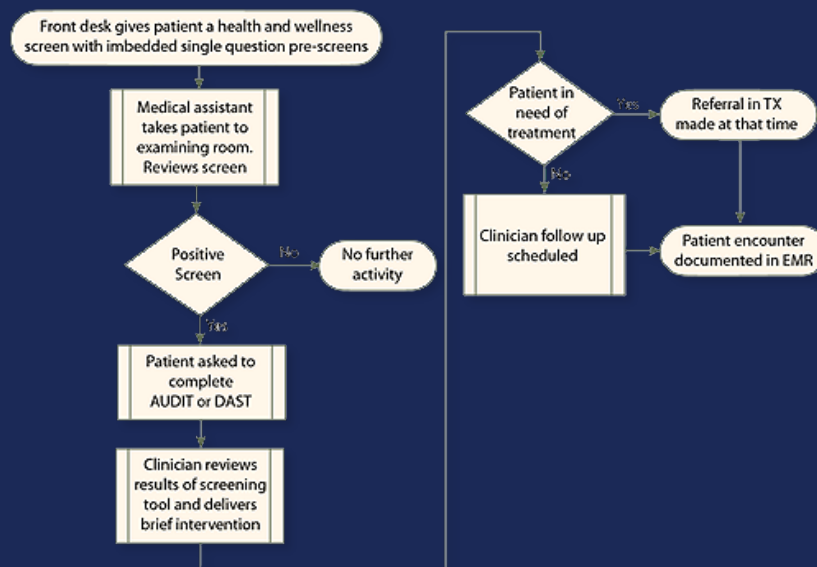 Front desk gives patient a health and wellness
screen with imbedded single question pre-screens
Medical assistant
takes patient to
examining room.
Reviews screen
Positive
Screen
No
No further
activity
Yes
Patient asked to
complete
AUDIT or DAST
Clinician reviews
results of screening
tool and delivers
brief intervention
Patient in
need of
treatment
Yes
Referral in TX
made at that time
No
Clinician follow up
scheduled
Patient encounter
documented in EMR